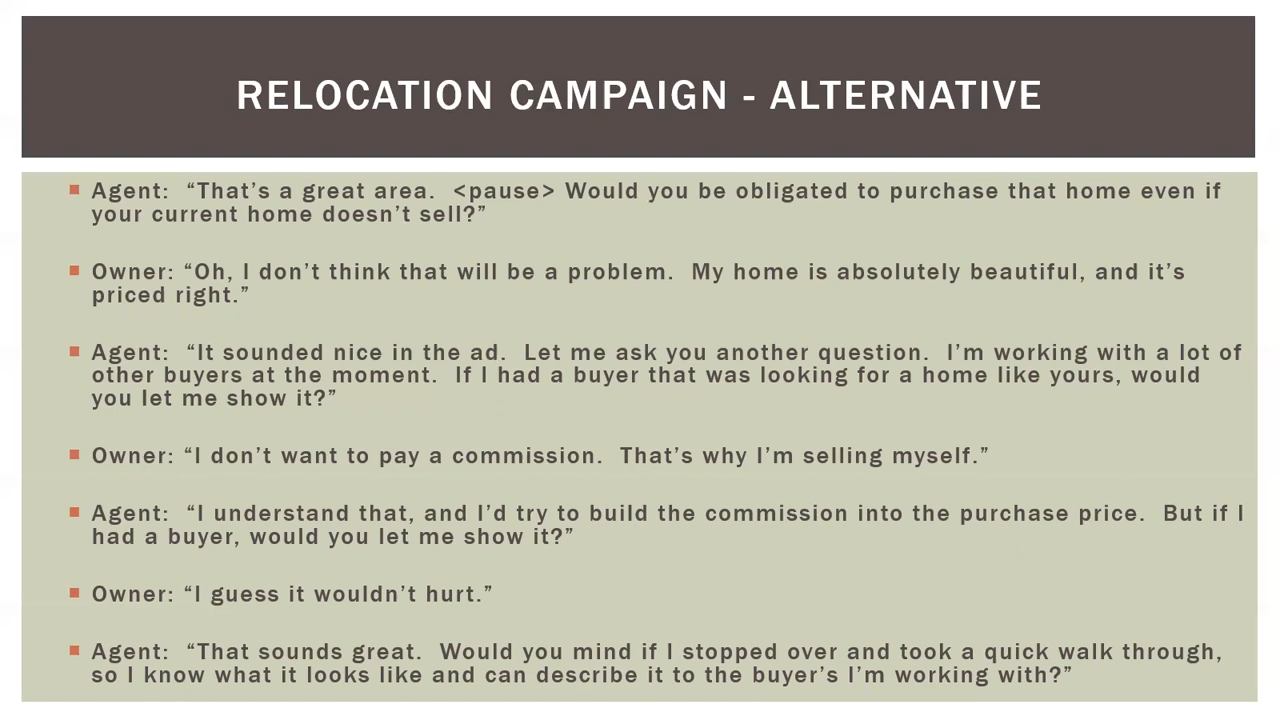 RELOCATION CAMPAIGN - ALTERNATIVE
Agent:  “That’s a great area.  <pause> Would you be obligated to purchase that home even if
your current home doesn’t sell?”
Owner: “Oh, I don’t think that will be a problem.  My home is absolutely beautiful, and it’s
priced right.”
Agent:  “It sounded nice in the ad.  Let me ask you another question.  I’m working with a lot of
other buyers at the moment.  If I had a buyer that was looking for a home like yours, would
you let me show it?”
Owner: “I don’t want to pay a commission.  That’s why I’m selling myself.”
Agent:  “I understand that, and I’d try to build the commission into the purchase price.  But if I
had a buyer, would you let me show it?”
Owner: “I guess it wouldn’t hurt.”
Agent:  “That sounds great.  Would you mind if I stopped over and took a quick walk through,
so I know what it looks like and can describe it to the buyer’s I’m working with?”